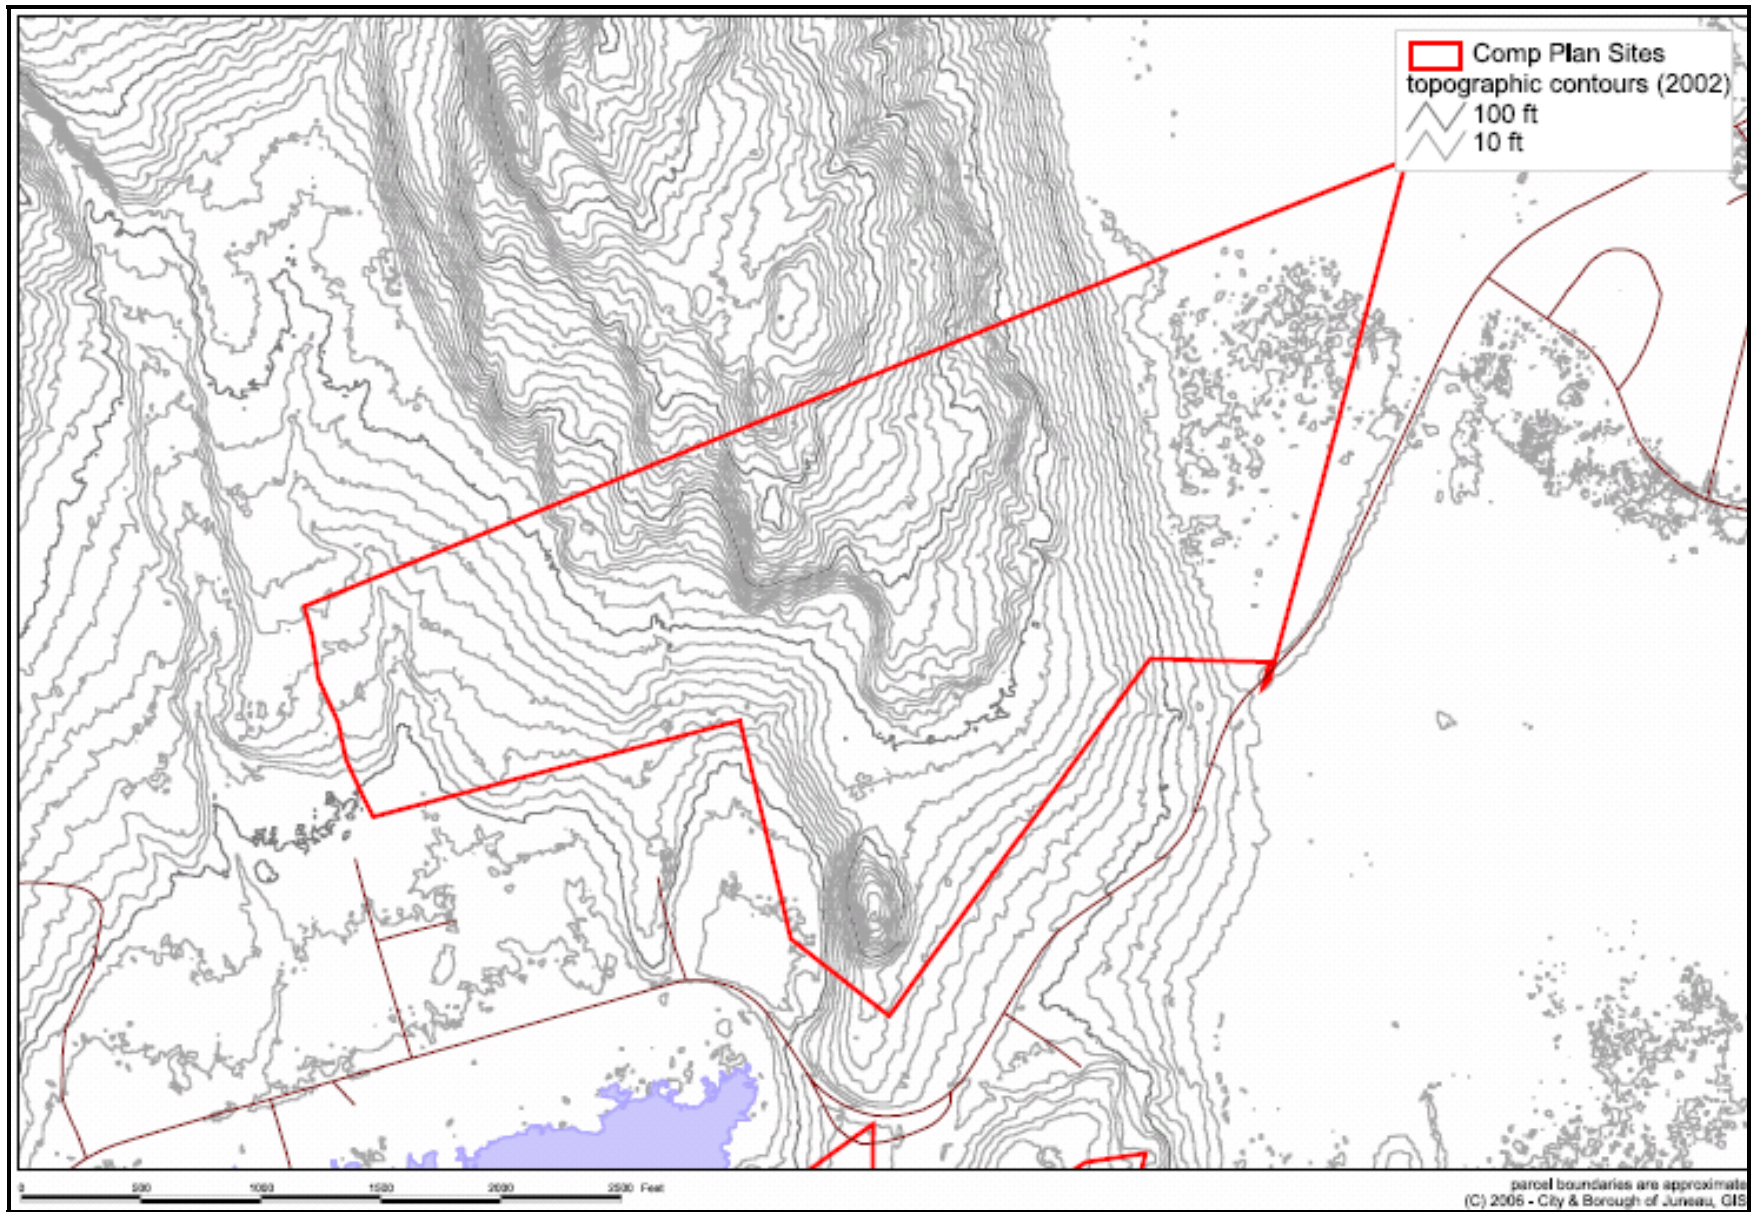 Comp Plan Sites
topographic contours (2002)
100 ft
10 ft
0 500 1000 1500 2000 2500 Feet
parcel boundaries are approximate
(C) 2006 - City & Borough of Juneau, GIS